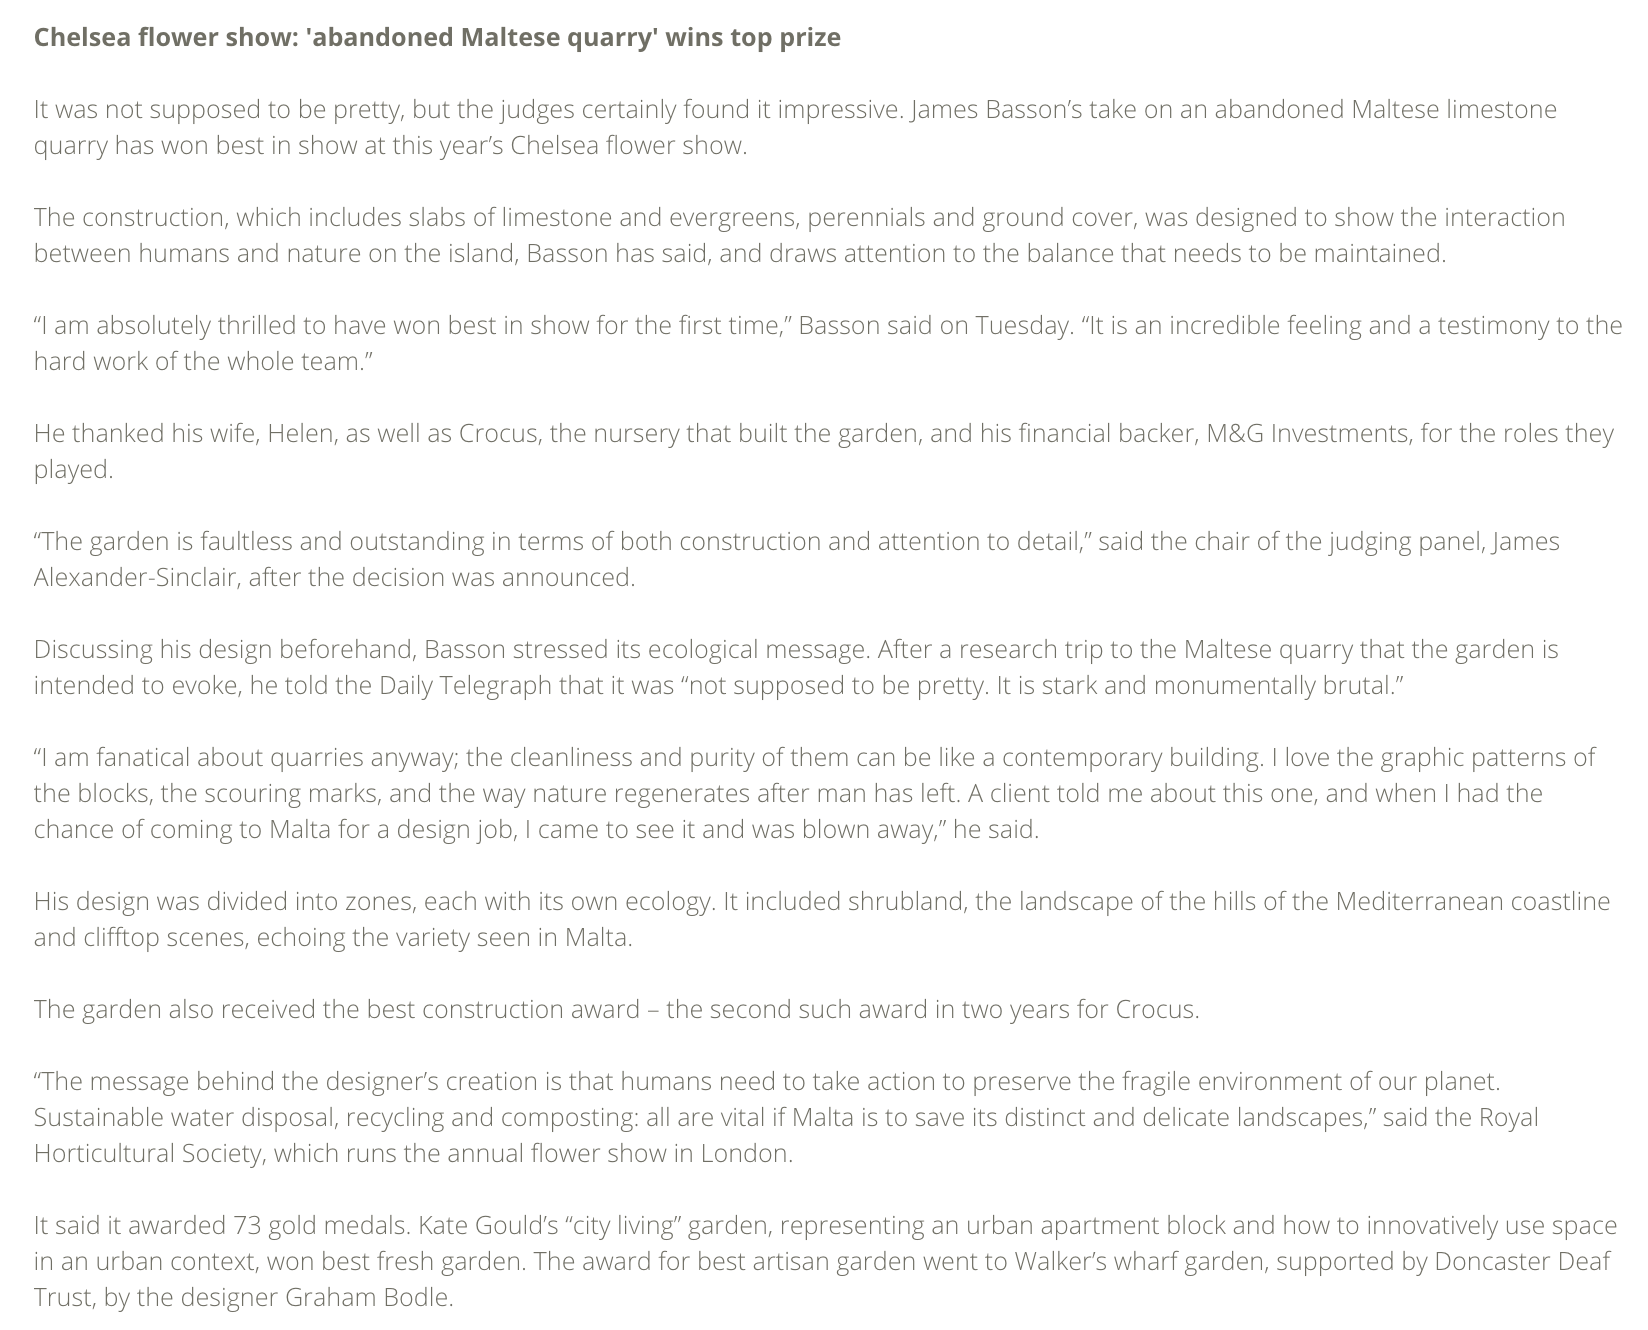 Chelsea flower show: 'abandoned Maltese quarry' wins top prize
It was not supposed to be pretty, but the judges certainly found it impressive. James Basson’s take on an abandoned Maltese limestone
quarry has won best in show at this year’s Chelsea flower show.
The construction, which includes slabs of limestone and evergreens, perennials and ground cover, was designed to show the interaction
between humans and nature on the island, Basson has said, and draws attention to the balance that needs to be maintained.
“I am absolutely thrilled to have won best in show for the first time,” Basson said on Tuesday. “It is an incredible feeling and a testimony to the
hard work of the whole team.”
He thanked his wife, Helen, as well as Crocus, the nursery that built the garden, and his financial backer, M&G Investments, for the roles they
played.
“The garden is faultless and outstanding in terms of both construction and attention to detail,” said the chair of the judging panel, James
Alexander-Sinclair, after the decision was announced.
Discussing his design beforehand, Basson stressed its ecological message. After a research trip to the Maltese quarry that the garden is
intended to evoke, he told the Daily Telegraph that it was “not supposed to be pretty. It is stark and monumentally brutal.”
“I am fanatical about quarries anyway; the cleanliness and purity of them can be like a contemporary building. I love the graphic patterns of
the blocks, the scouring marks, and the way nature regenerates after man has left. A client told me about this one, and when I had the
chance of coming to Malta for a design job, I came to see it and was blown away,” he said.
His design was divided into zones, each with its own ecology. It included shrubland, the landscape of the hills of the Mediterranean coastline
and clifftop scenes, echoing the variety seen in Malta.
The garden also received the best construction award – the second such award in two years for Crocus.
“The message behind the designer’s creation is that humans need to take action to preserve the fragile environment of our planet.
Sustainable water disposal, recycling and composting: all are vital if Malta is to save its distinct and delicate landscapes,” said the Royal
Horticultural Society, which runs the annual flower show in London.
It said it awarded 73 gold medals. Kate Gould’s “city living” garden, representing an urban apartment block and how to innovatively use space
in an urban context, won best fresh garden. The award for best artisan garden went to Walker’s wharf garden, supported by Doncaster Deaf
Trust, by the designer Graham Bodle.